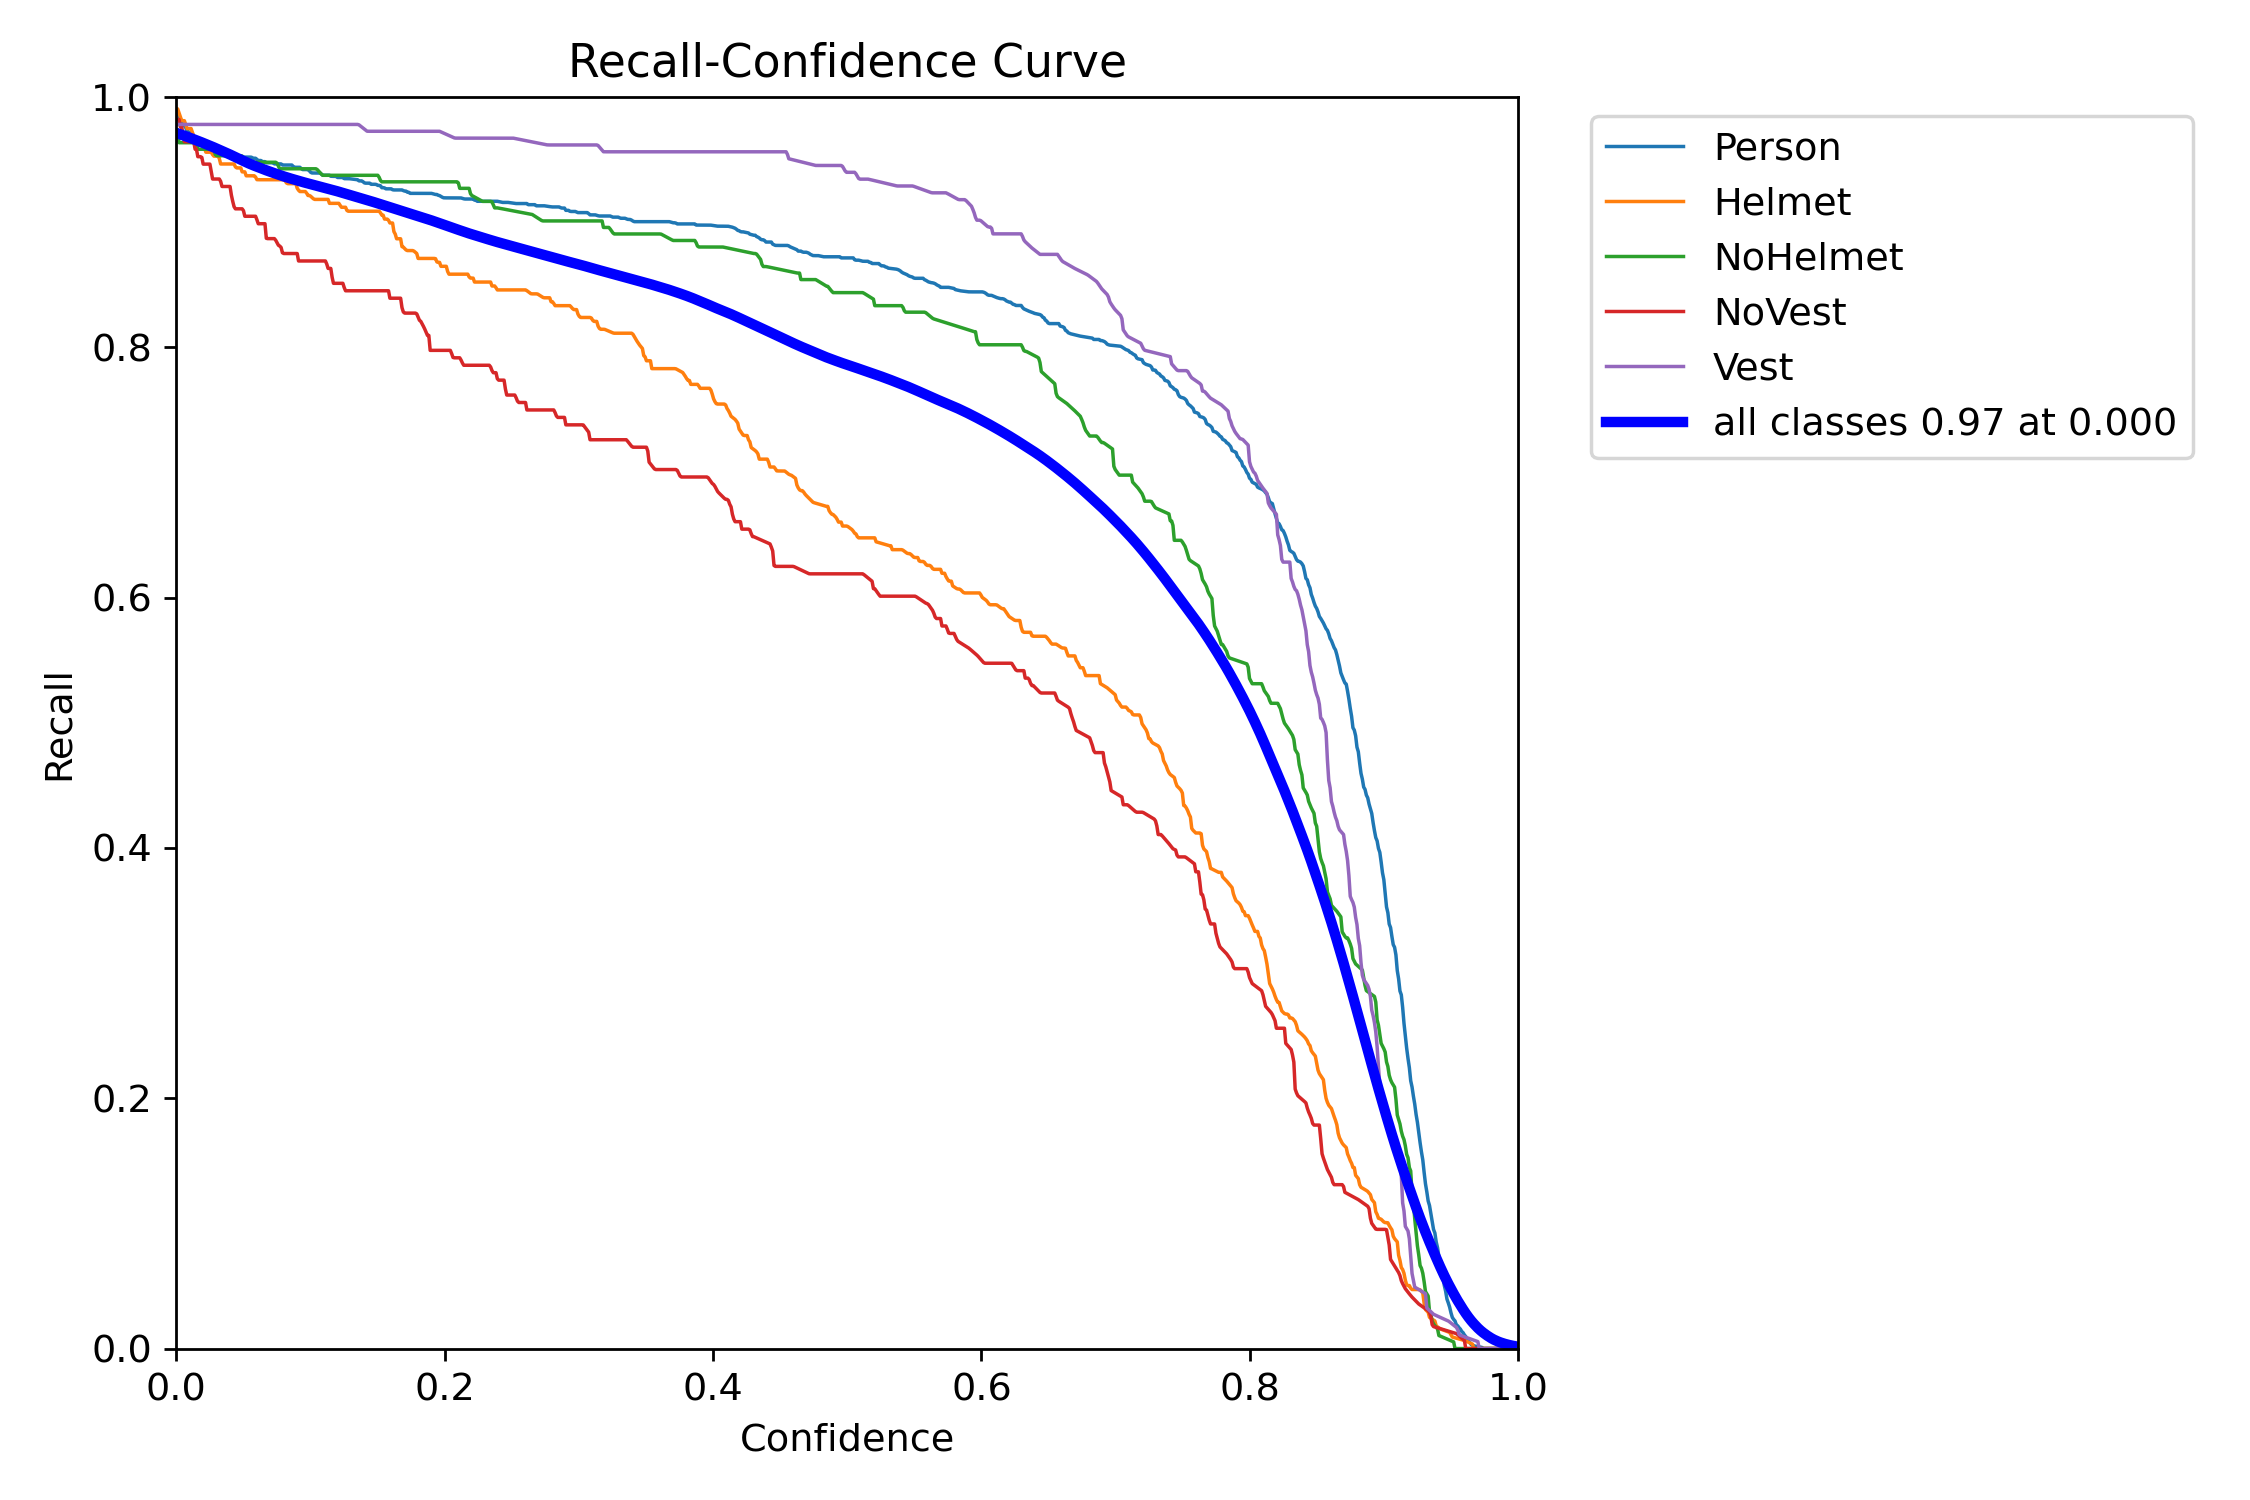 Recall-Confidence Curve
1.0
0.8
0.6
0.4
0.2
0.0
Recall
0.0 0.2 0.4 0.6 0.8 1.0
Confidence
Person
Helmet
NoHelmet
NoVest
Vest
all classes 0.97 at 0.000